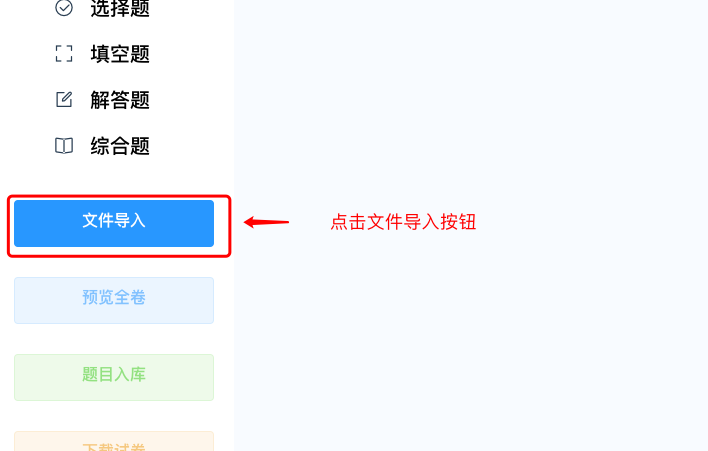 选择题
填空题
解答题
综合题
文件导入
点击文件导入按钮
预览全卷
题目入库
下载试卷